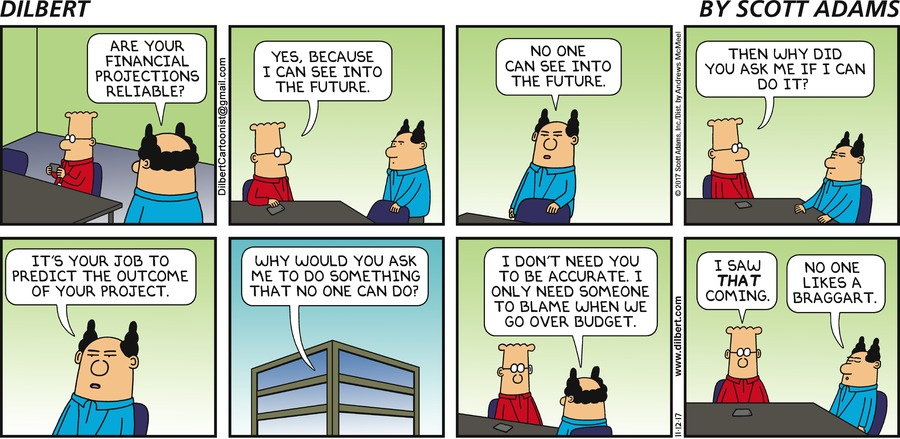 DILBERT
BY SCOTT ADAMS
ARE YOUR
FINANCIAL
PROJECTIONS
RELIABLE?
DilbertCartoonist@gmail.com
YES, BECAUSE
I CAN SEE INTO
THE FUTURE.
NO ONE
CAN SEE INTO
THE FUTURE.
© 2017 Scott Adams, Inc./Dist. by Andrews McMeel
THEN WHY DID
YOU ASK ME IF I CAN
DO IT?
IT'S YOUR JOB TO
PREDICT THE OUTCOME
OF YOUR PROJECT.
WHY WOULD YOU ASK
ME TO DO SOMETHING
THAT NO ONE CAN DO?
I DON'T NEED YOU
TO BE ACCURATE. I
ONLY NEED SOMEONE
TO BLAME WHEN WE
GO OVER BUDGET.
11-12-17
www.dilbert.com
I SAW
THAT
COMING.
NO ONE
LIKES A
BRAGGART.